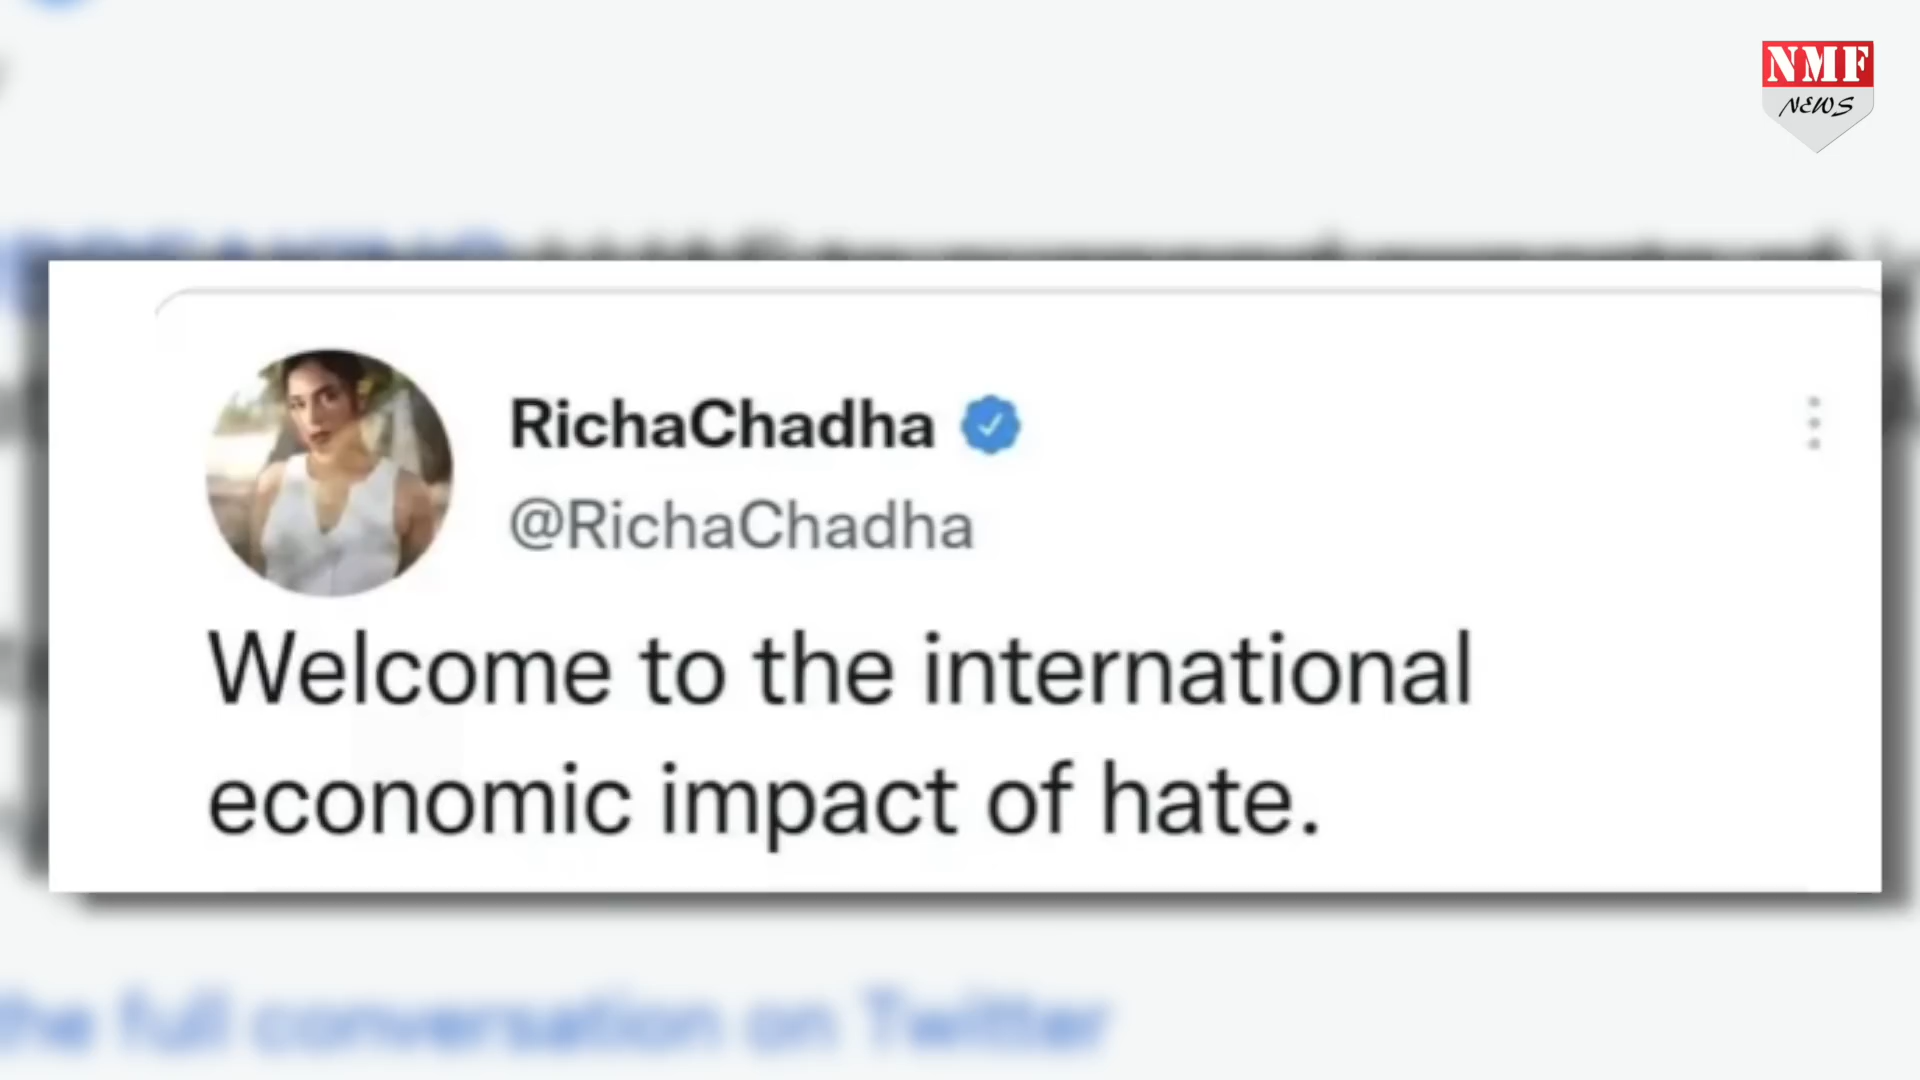 NMF
NEWS
RichaChadha
@RichaChadha
Welcome to the international
economic impact of hate.
the full conversation on Twitter